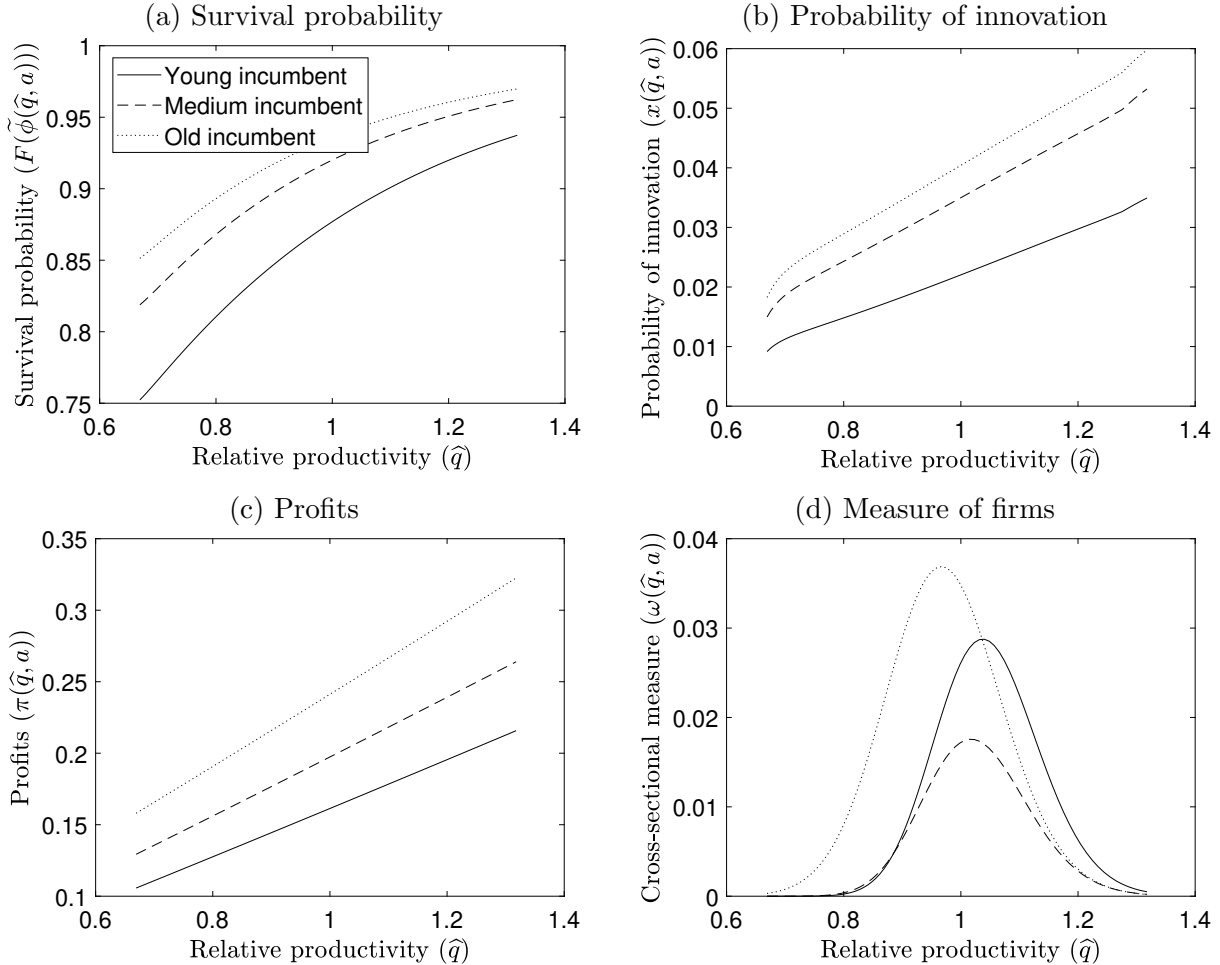 (a) Survival probability
Survival probability (F(ϕ̃(q̂, a)))
1
0.95
0.9
0.85
0.8
0.75
Young incumbent
Medium incumbent
Old incumbent
0.6 0.8 1 1.2 1.4
Relative productivity (q̂)
(b) Probability of innovation
Probability of innovation (x(q̂, a))
0.06
0.05
0.04
0.03
0.02
0.01
0
0.6 0.8 1 1.2 1.4
Relative productivity (q̂)
(c) Profits
Profits (π(q̂, a))
0.35
0.3
0.25
0.2
0.15
0.1
0.6 0.8 1 1.2 1.4
Relative productivity (q̂)
(d) Measure of firms
Cross-sectional measure (ω(q̂, a))
0.04
0.03
0.02
0.01
0
0.6 0.8 1 1.2 1.4
Relative productivity (q̂)